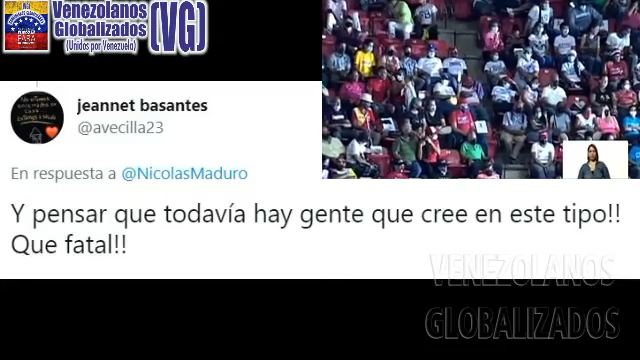 Venezolanos
Globalizados
(Unidos por Venezuela)
(VG)
jeannet basantes
@avecilla23
En respuesta a @NicolasMaduro
Y pensar que todavía hay gente que cree en este tipo!!
Que fatal!!
VENEZOLANOS
GLOBALIZADOS